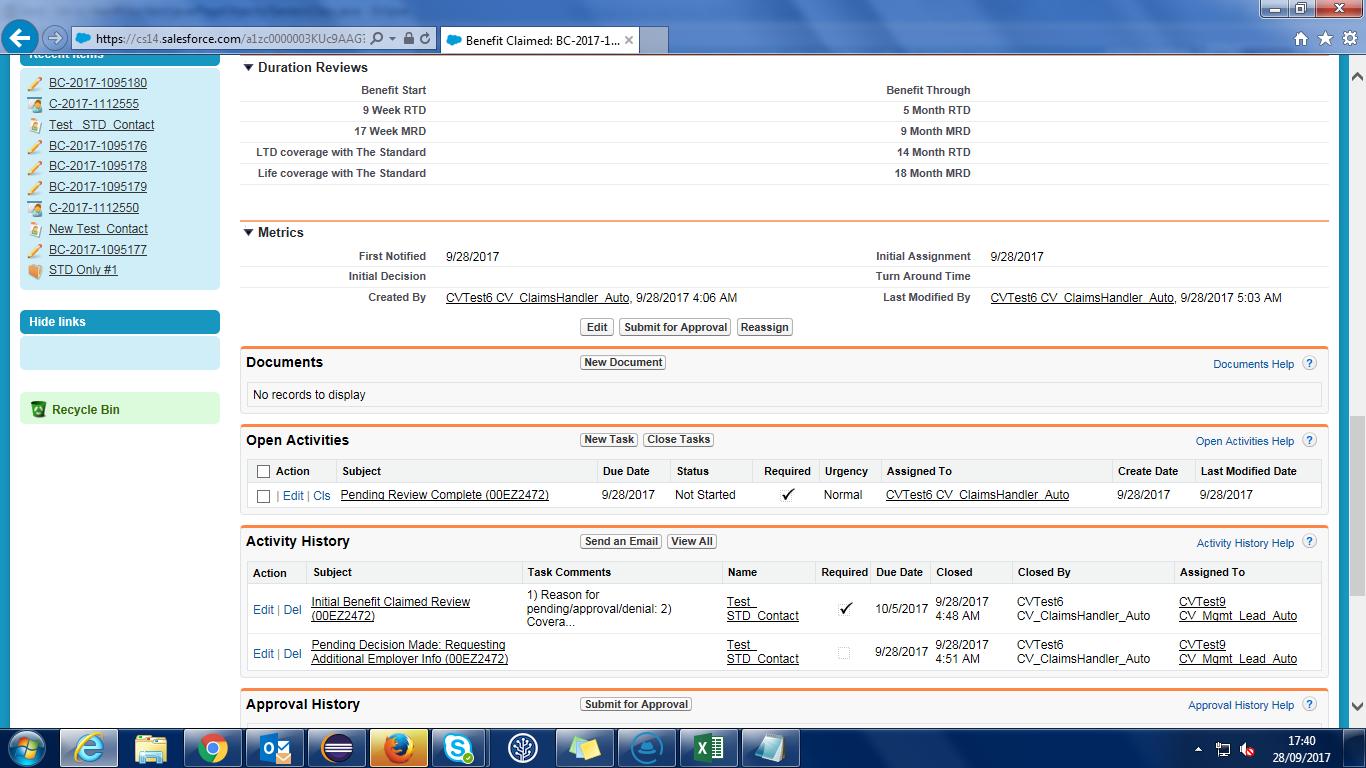 https://cs14.salesforce.com/a1zc0000003KUc9AAG
Benefit Claimed: BC-2017-1...
Recent Items
BC-2017-1095180
C-2017-1112555
Test _STD_Contact
BC-2017-1095176
BC-2017-1095178
BC-2017-1095179
C-2017-1112550
New Test_Contact
BC-2017-1095177
STD Only #1
Hide links
Recycle Bin
Duration Reviews
Benefit Start Benefit Through
9 Week RTD 5 Month RTD
17 Week MRD 9 Month MRD
LTD coverage with The Standard 14 Month RTD
Life coverage with The Standard 18 Month MRD
Metrics
First Notified 9/28/2017 Initial Assignment 9/28/2017
Initial Decision Turn Around Time
Created By CVTest6 CV_ClaimsHandler_Auto, 9/28/2017 4:06 AM Last Modified By CVTest6 CV_ClaimsHandler_Auto, 9/28/2017 5:03 AM
Edit Submit for Approval Reassign
Documents New Document Documents Help ?
No records to display
Open Activities New Task Close Tasks Open Activities Help ?
Action Subject Due Date Status Required Urgency Assigned To Create Date Last Modified Date
| Edit | Cls Pending Review Complete (00EZ2472) 9/28/2017 Not Started Normal CVTest6 CV_ClaimsHandler_Auto 9/28/2017 9/28/2017
Activity History Send an Email View All Activity History Help ?
Action Subject Task Comments Name Required Due Date Closed Closed By Assigned To
Edit | Del Initial Benefit Claimed Review (00EZ2472) 1) Reason for pending/approval/denial: 2) Covera... Test_ STD_Contact 10/5/2017 9/28/2017 4:48 AM CVTest6 CV_ClaimsHandler_Auto CVTest9 CV_Mgmt_Lead_Auto
Edit | Del Pending Decision Made: Requesting Additional Employer Info (00EZ2472) Test_ STD_Contact 9/28/2017 9/28/2017 4:51 AM CVTest6 CV_ClaimsHandler_Auto CVTest9 CV_Mgmt_Lead_Auto
Approval History Submit for Approval Approval History Help ?
17:40
28/09/2017